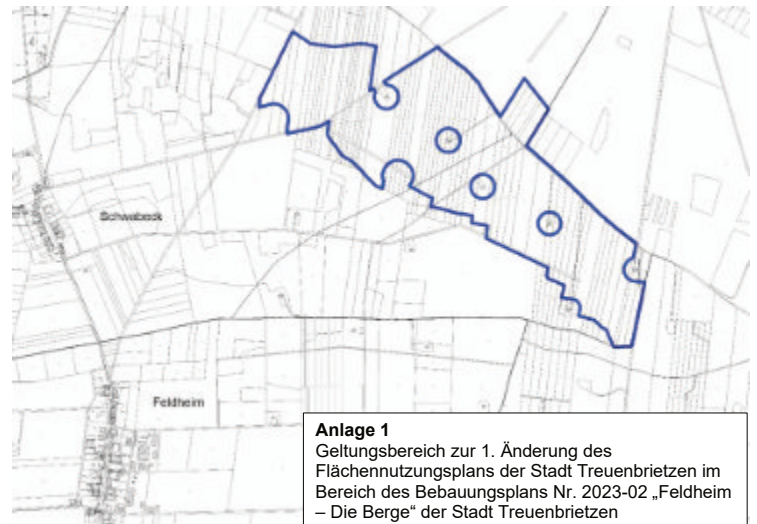 Schwabeck
Feldheim
Anlage 1
Geltungsbereich zur 1. Änderung des
Flächennutzungsplans der Stadt Treuenbrietzen im
Bereich des Bebauungsplans Nr. 2023-02 „Feldheim
– Die Berge“ der Stadt Treuenbrietzen